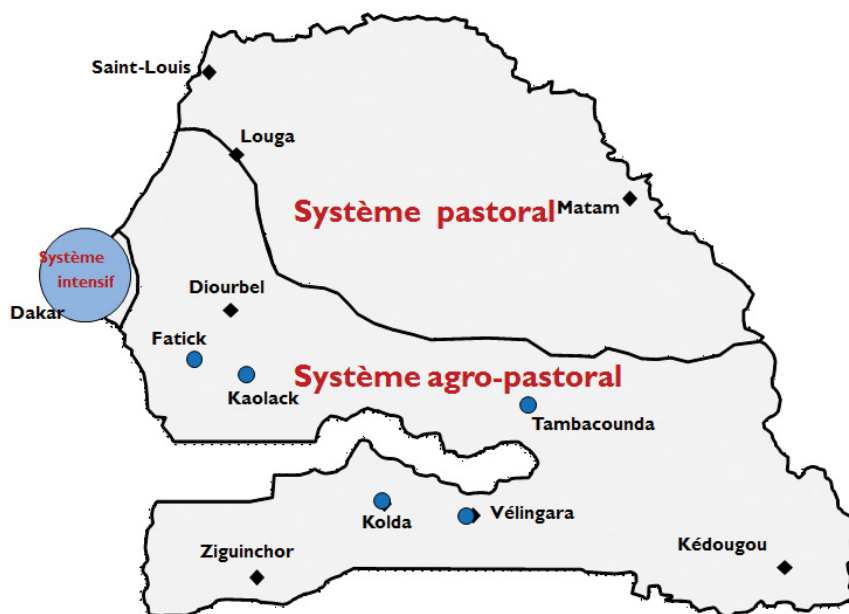 Saint-Louis
Louga
Système pastoral
Matam
Système
intensif
Dakar
Diourbel
Fatick
Kaolack
Système agro-pastoral
Tambacounda
Kolda
Vélingara
Ziguinchor
Kédougou